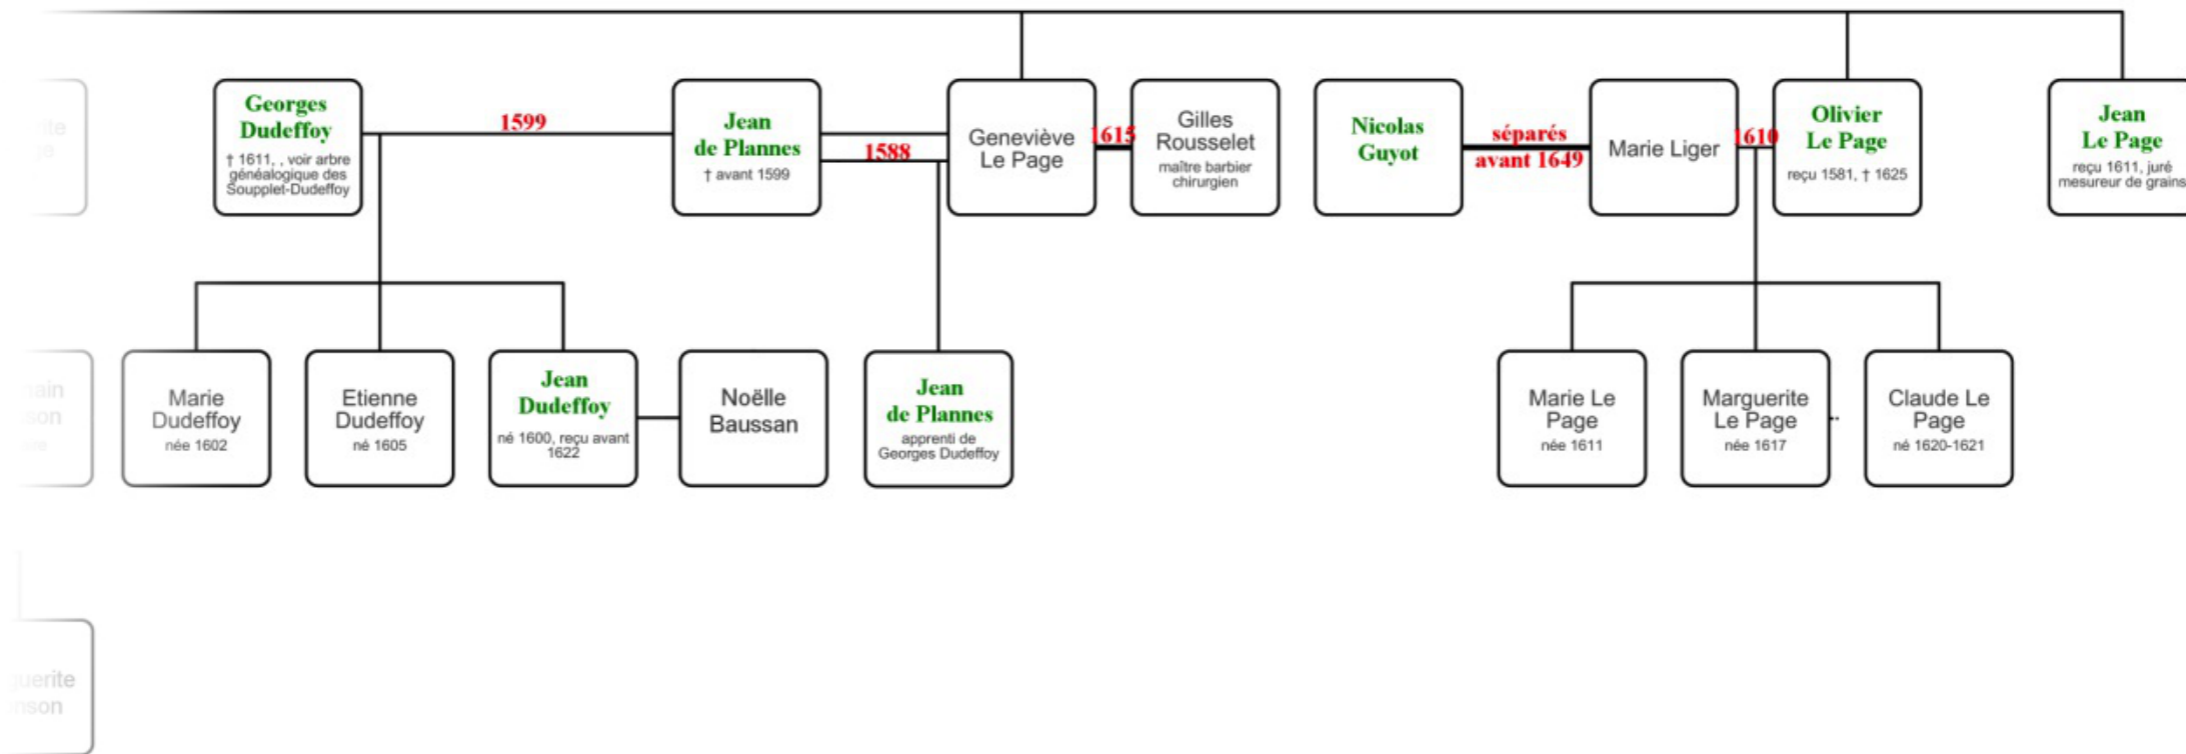 Georges
Dudeffoy
† 1611, , voir arbre
généalogique des
Soupplet-Dudeffoy
1599
Jean
de Plannes
† avant 1599
1588
Geneviève
Le Page
1615
Gilles
Rousselet
maître barbier
chirurgien
Nicolas
Guyot
séparés
avant 1649
Marie Liger
1610
Olivier
Le Page
reçu 1581, † 1625
Jean
Le Page
reçu 1611, juré
mesureur de grains
Marie
Dudeffoy
née 1602
Etienne
Dudeffoy
né 1605
Jean
Dudeffoy
né 1600, reçu avant
1622
Noëlle
Baussan
Jean
de Plannes
apprenti de
Georges Dudeffoy
Marie Le
Page
née 1611
Marguerite
Le Page
née 1617
Claude Le
Page
né 1620-1621